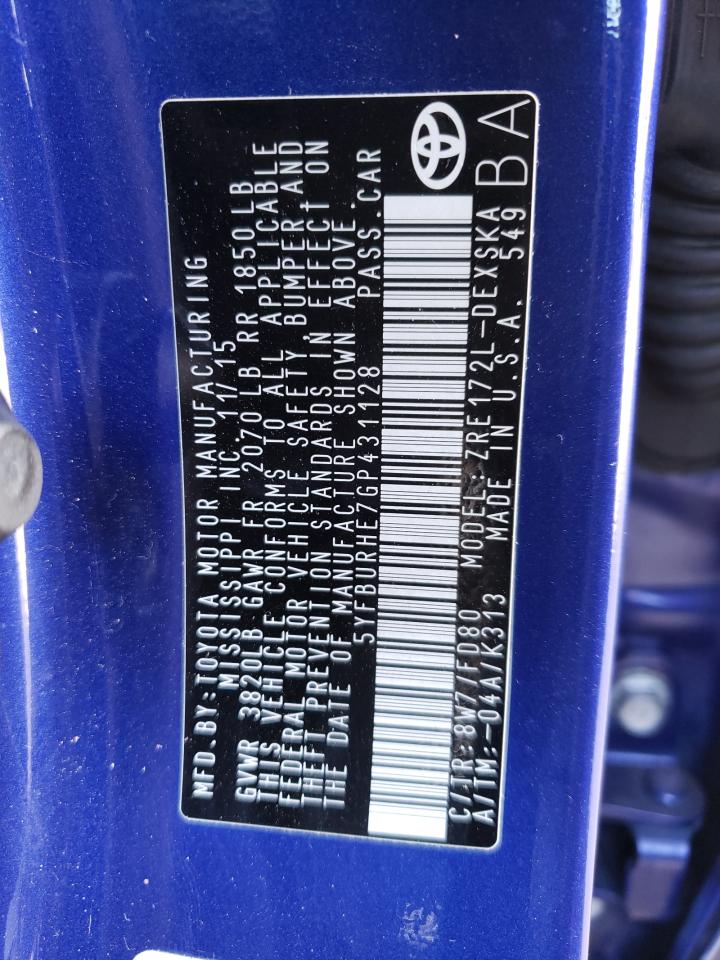 MFD.BY:TOYOTA MOTOR MANUFACTURING
MISSISSIPPI INC. 11/15
GVWR 3820LB GAWR FR 2070 LB RR 1850 LB
THIS VEHICLE CONFORMS TO ALL APPLICABLE
FEDERAL MOTOR VEHICLE SAFETY, BUMPER AND
THEFT PREVENTION STANDARDS IN EFFECT ON
THE DATE OF MANUFACTURE SHOWN ABOVE.
5YFBURHE7GP431128 PASS.CAR
C/TR:8W7/FD80 MODEL:ZRE172L-DEXSKA
A/TM:-04A/K313 MADE IN U.S.A. 549
BA